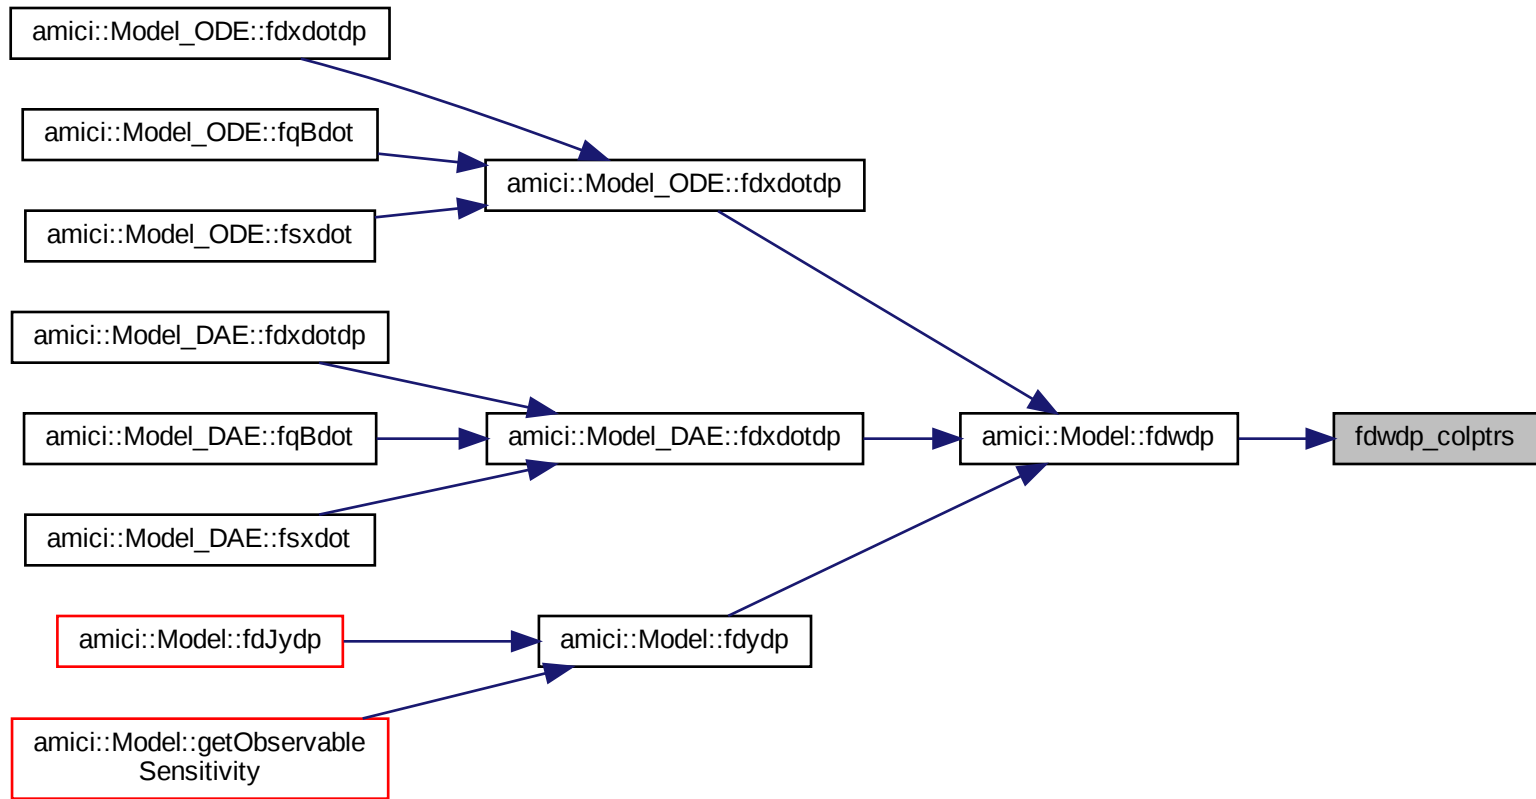 amici::Model_ODE::fdxdotdp
amici::Model_ODE::fqBdot
amici::Model_ODE::fdxdotdp
amici::Model_ODE::fsxdot
amici::Model_DAE::fdxdotdp
amici::Model_DAE::fqBdot
amici::Model_DAE::fdxdotdp
amici::Model::fdwdp
fdwdp_colptrs
amici::Model_DAE::fsxdot
amici::Model::fdJydp
amici::Model::fdydp
amici::Model::getObservable
Sensitivity